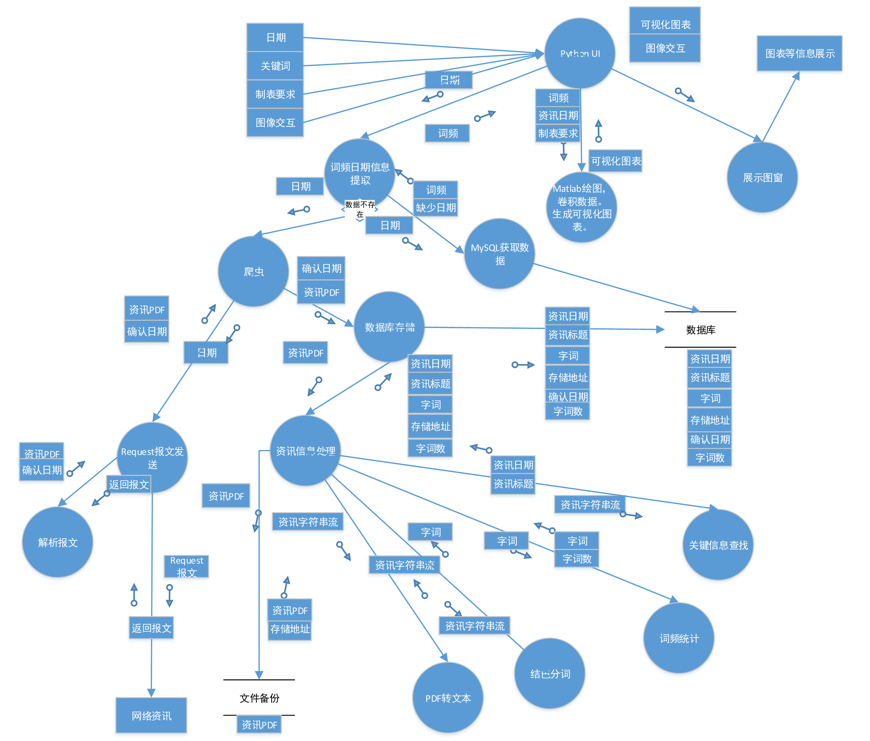 日期
关键词
制表要求
图像交互
Python UI
可视化图表
图像交互
图表等信息展示
日期
词频
词频
资讯日期
制表要求
可视化图表
展示图窗
词频日期信息
提取
数据不存
在
日期
词频
缺少日期
日期
Matlab绘图,
卷积数据。
生成可视化图
表。
MySQL获取数
据
爬虫
确认日期
资讯PDF
数据库存储
资讯PDF
确认日期
日期
资讯PDF
资讯日期
资讯标题
字词
存储地址
确认日期
字词数
数据库
资讯日期
资讯标题
字词
存储地址
确认日期
字词数
资讯日期
资讯标题
字词
存储地址
字词数
Request报文发
送
资讯PDF
确认日期
返回报文
解析报文
资讯信息处理
资讯PDF
资讯日期
资讯标题
资讯字符串流
关键信息查找
资讯字符串流
字词
字词
字词
字词数
资讯字符串流
Request
报文
返回报文
资讯PDF
存储地址
资讯字符串流
词频统计
网络资讯
文件备份
资讯PDF
PDF转文本
结巴分词